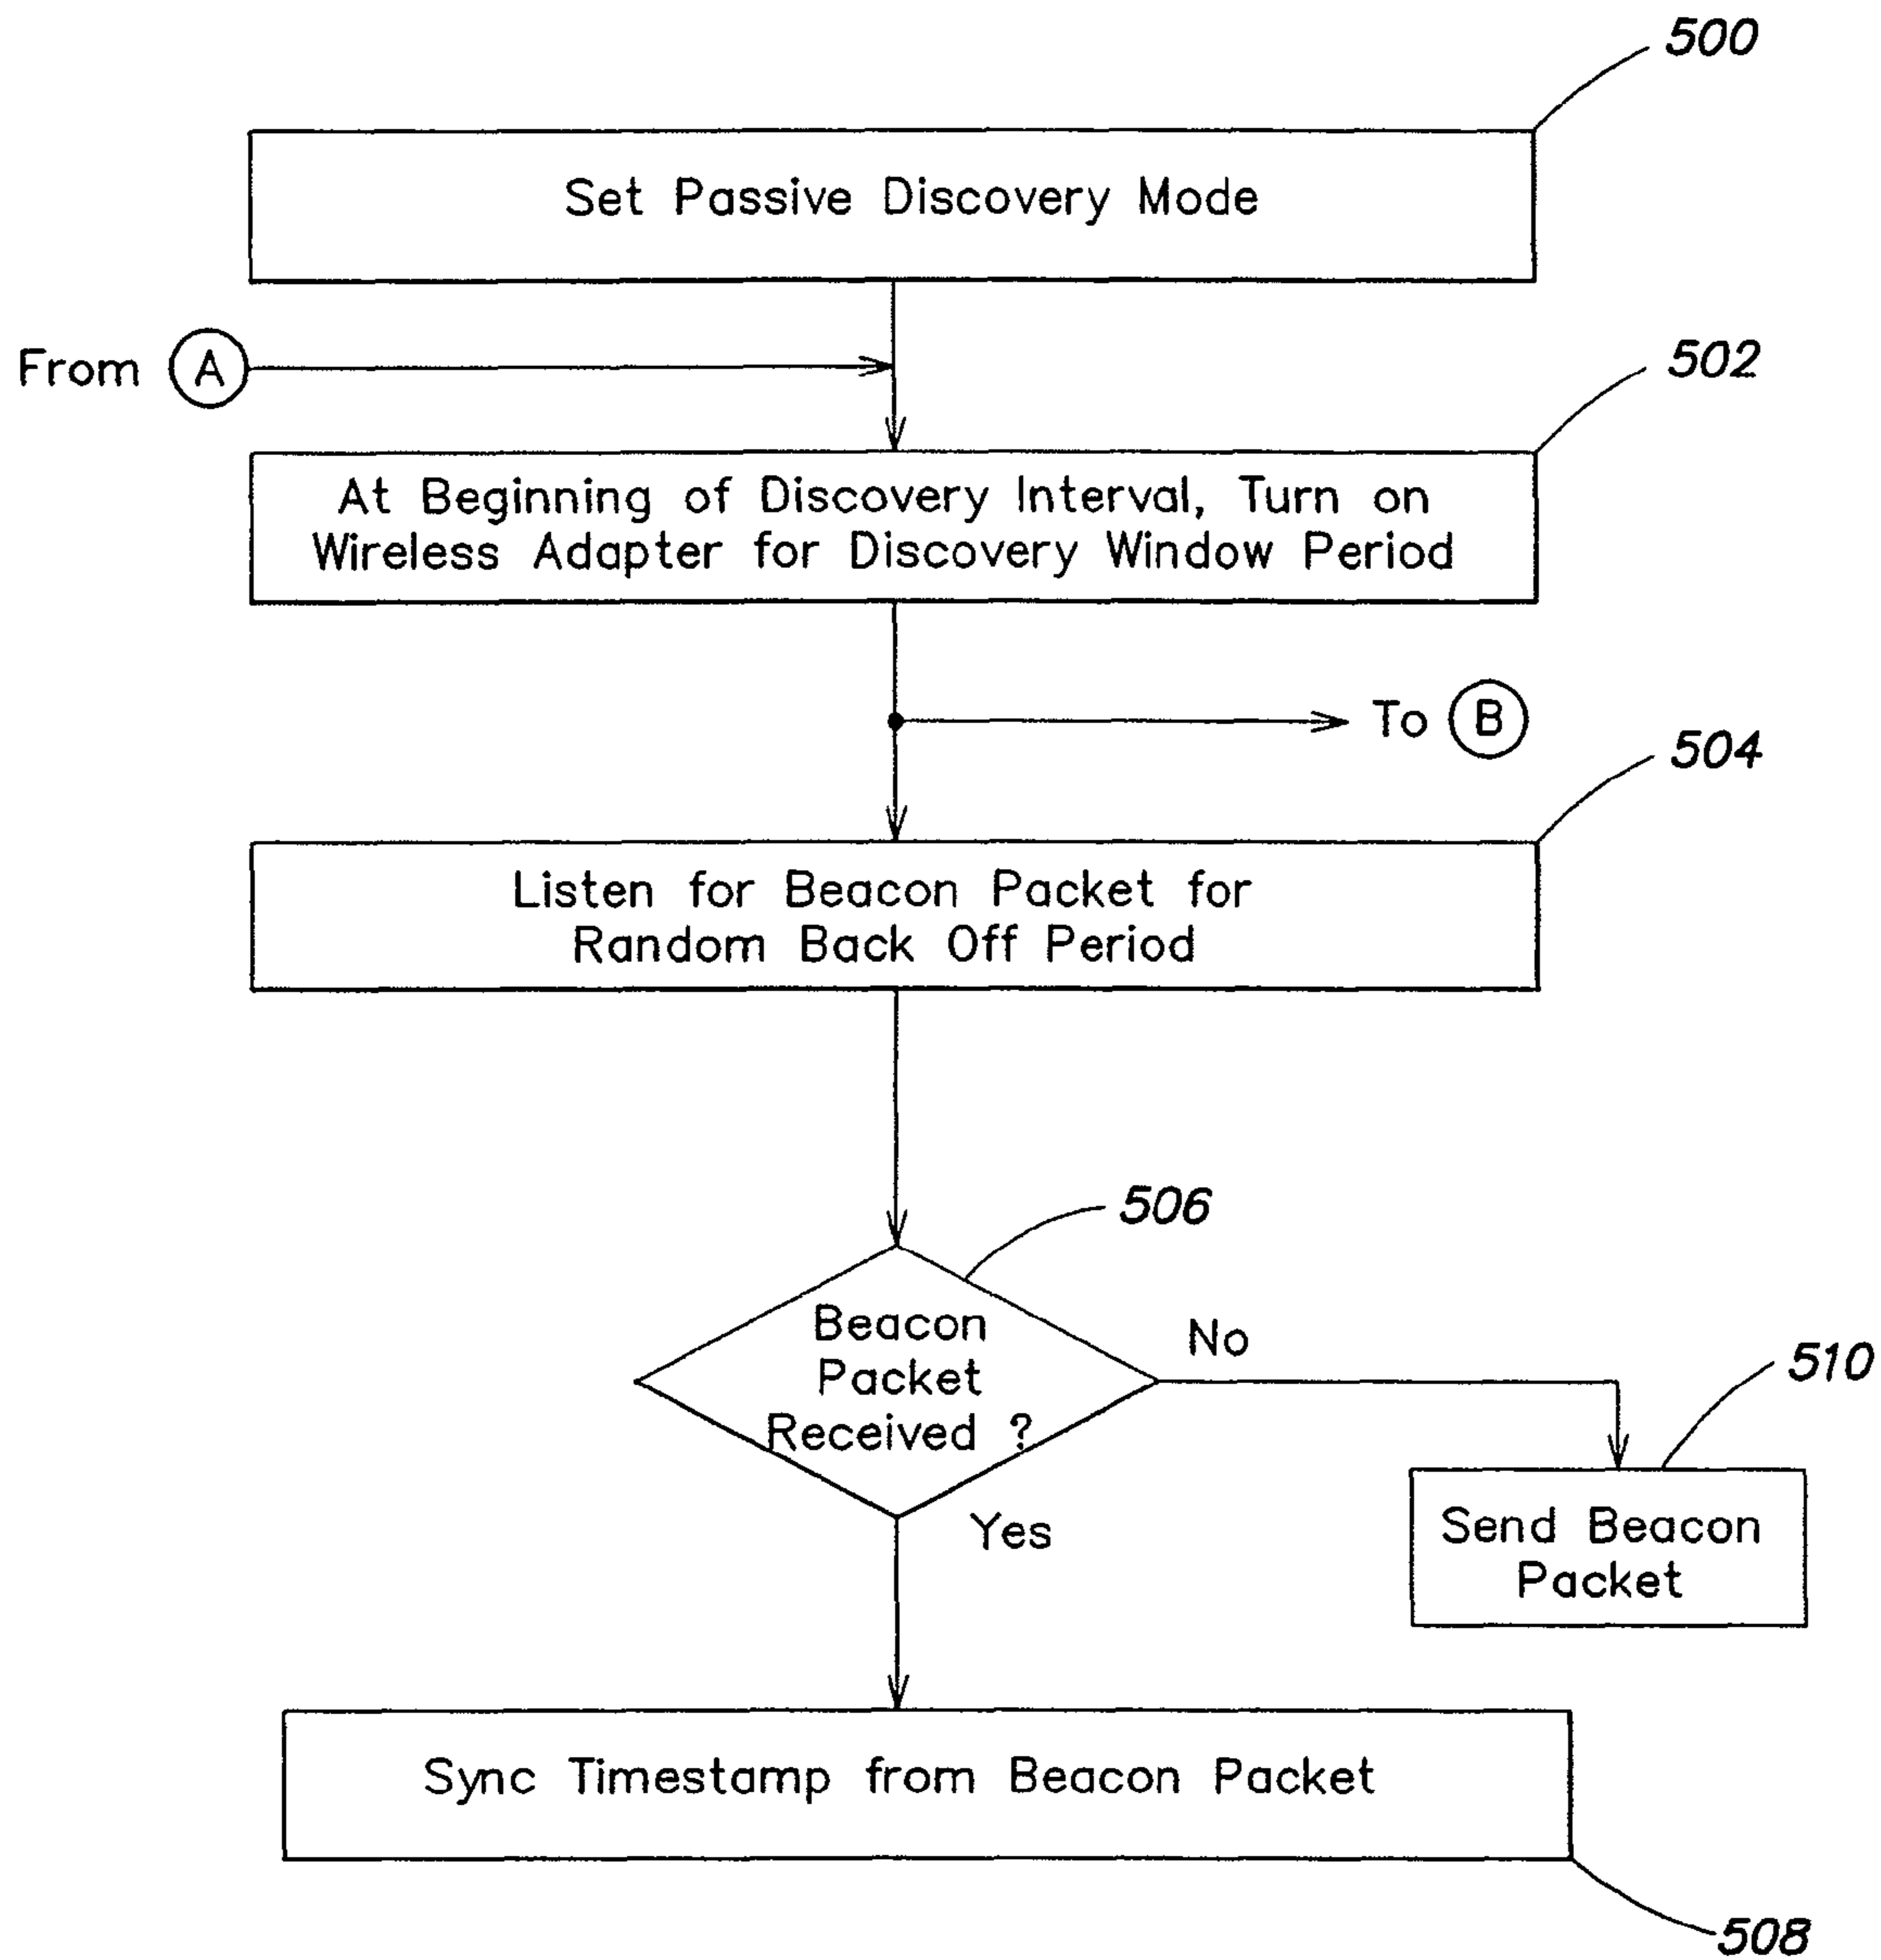 500
Set Passive Discovery Mode
From A
502
At Beginning of Discovery Interval, Turn on
Wireless Adapter for Discovery Window Period
To B
504
Listen for Beacon Packet for
Random Back Off Period
506
Beacon
Packet
Received ?
No
510
Send Beacon
Packet
Yes
Sync Timestamp from Beacon Packet
508